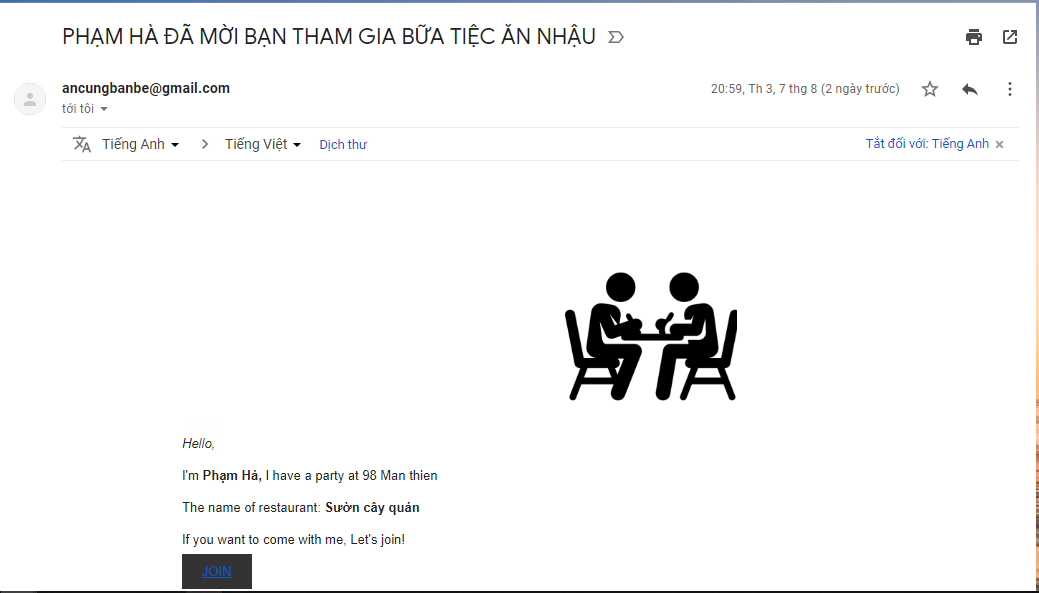 PHẠM HÀ ĐÃ MỜI BẠN THAM GIA BỮA TIỆC ĂN NHẬU
ancungbanbe@gmail.com
20:59, Th 3, 7 thg 8 (2 ngày trước)
tới tôi
Tiếng Anh > Tiếng Việt Dịch thư
Tắt đối với: Tiếng Anh ×
Hello,
I'm Phạm Hà, I have a party at 98 Man thien
The name of restaurant: Sườn cây quán
If you want to come with me, Let's join!
JOIN